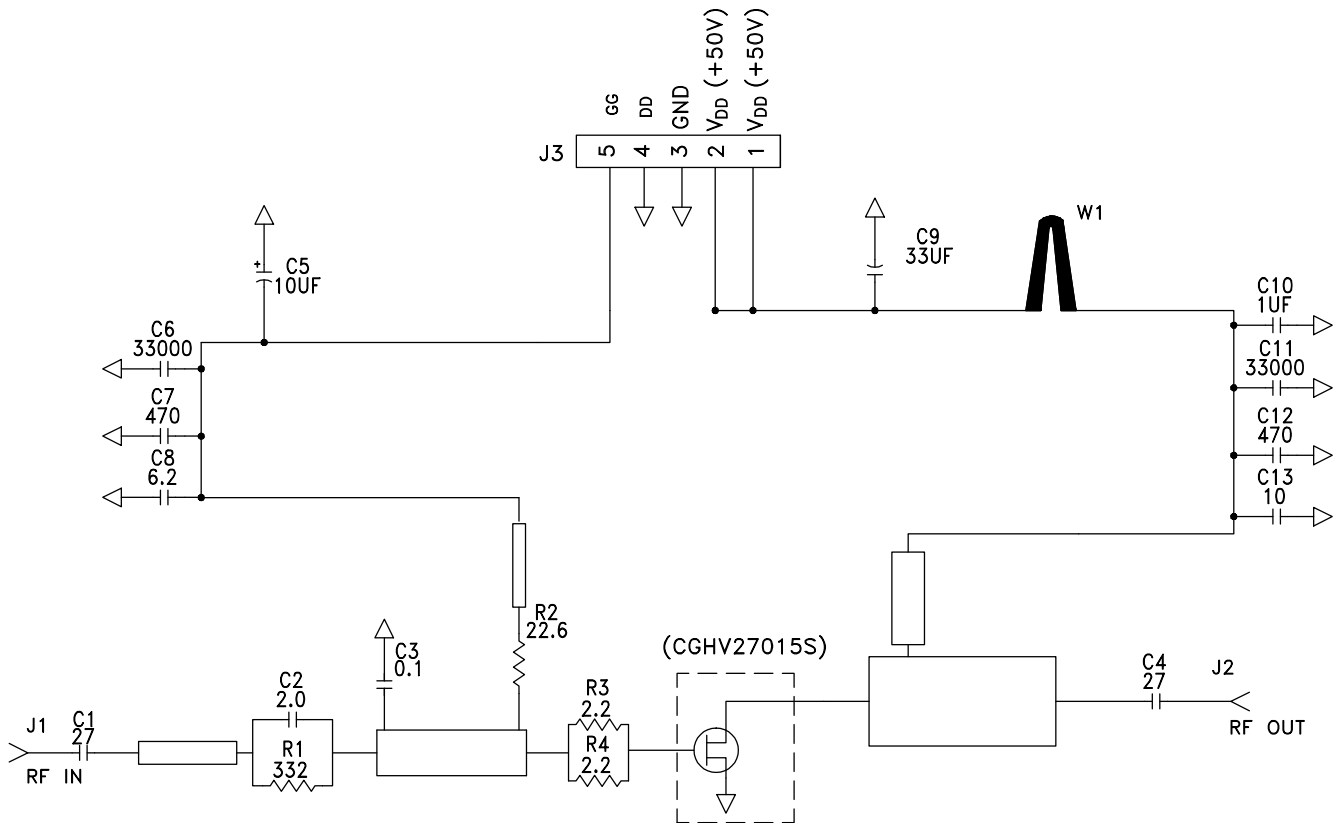 GG
DD
GND
VDD (+50V)
VDD (+50V)
J3
5
4
3
2
1
W1
C9
33UF
+
C5
10UF
C10
1UF
C6
33000
C11
33000
C7
470
C12
470
C8
6.2
C13
10
R2
22.6
(CGHV27015S)
C3
0.1
C4
27
J2
RF OUT
C2
2.0
R3
2.2
J1
C1
27
R1
332
R4
2.2
RF IN